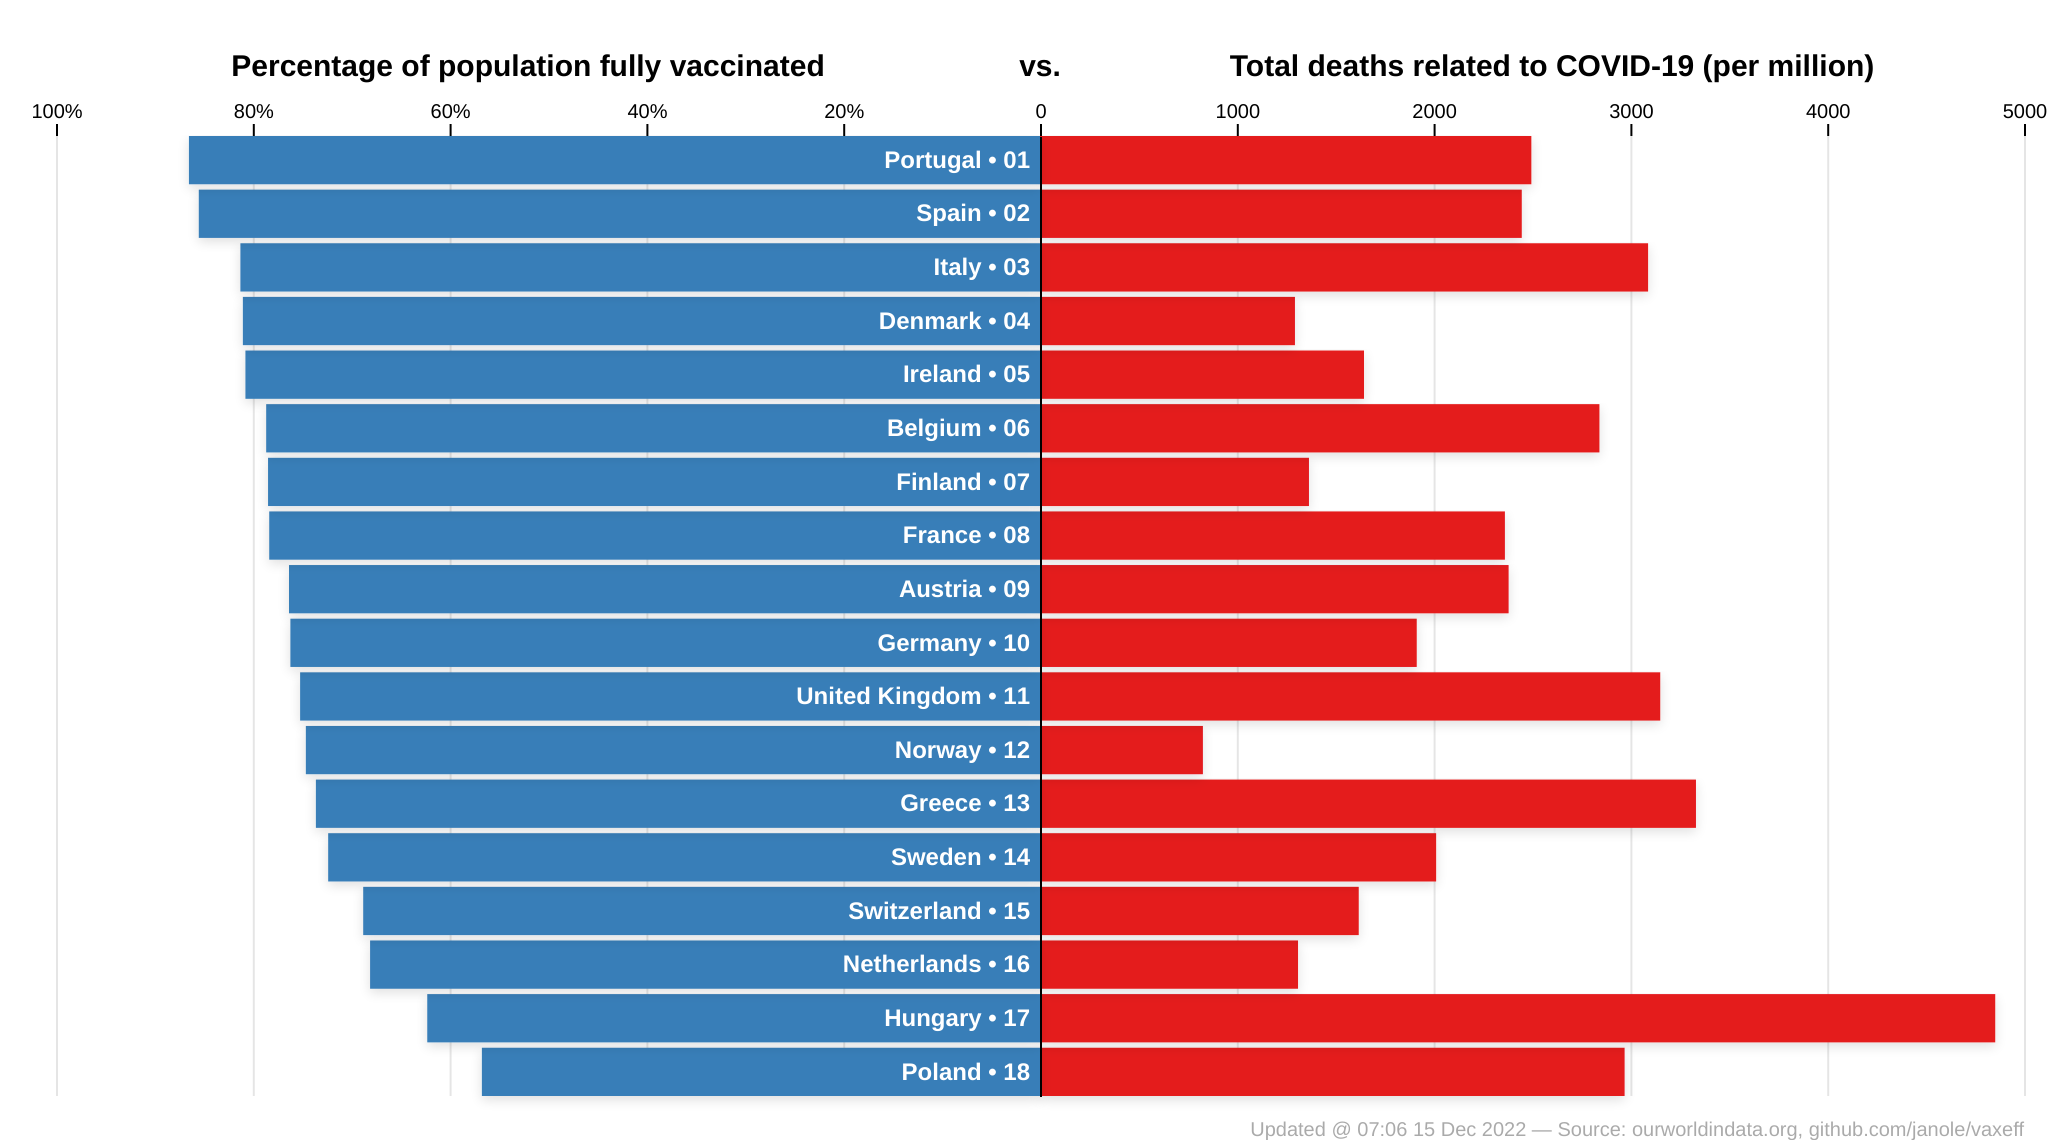 Percentage of population fully vaccinated vs. Total deaths related to COVID-19 (per million)
100% 80% 60% 40% 20% 0 1000 2000 3000 4000 5000
Portugal • 01
Spain • 02
Italy • 03
Denmark • 04
Ireland • 05
Belgium • 06
Finland • 07
France • 08
Austria • 09
Germany • 10
United Kingdom • 11
Norway • 12
Greece • 13
Sweden • 14
Switzerland • 15
Netherlands • 16
Hungary • 17
Poland • 18
Updated @ 07:06 15 Dec 2022 — Source: ourworldindata.org, github.com/janole/vaxeff